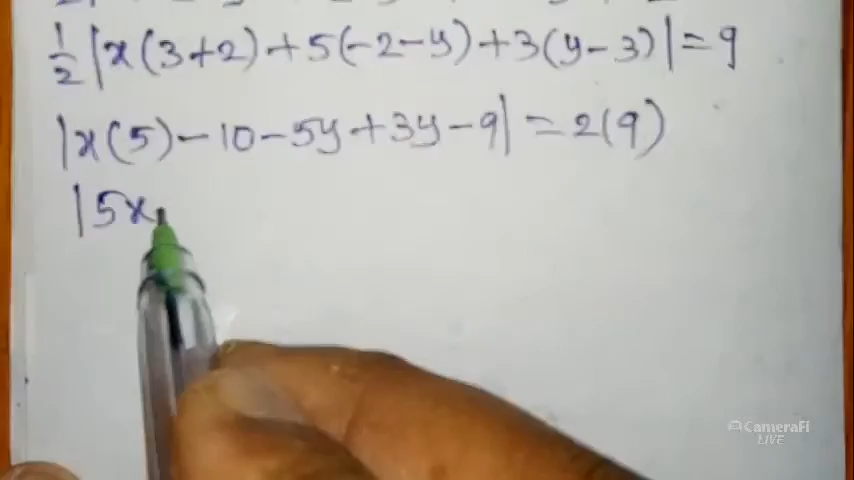 1/2 |x(3+2)+5(-2-y)+3(y-3)|=9
|x(5)-10-5y+3y-9|=2(9)
|5x
CameraFI
LIVE